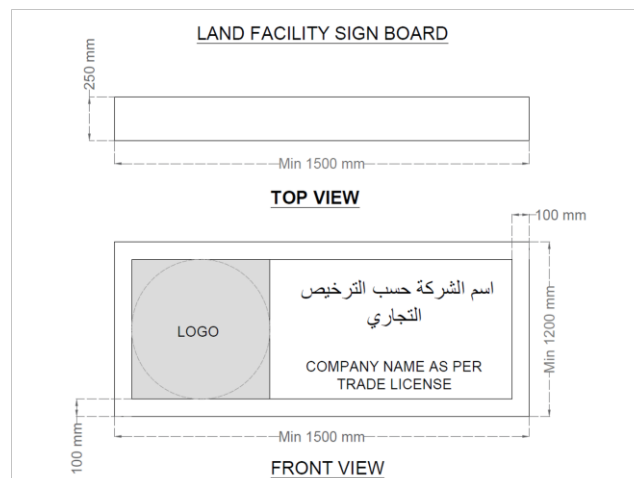 LAND FACILITY SIGN BOARD
250 mm
Min 1500 mm
TOP VIEW
100 mm
LOGO
اسم الشركة حسب الترخيص
التجاري
COMPANY NAME AS PER
TRADE LICENSE
Min 1200 mm
100 mm
Min 1500 mm
FRONT VIEW